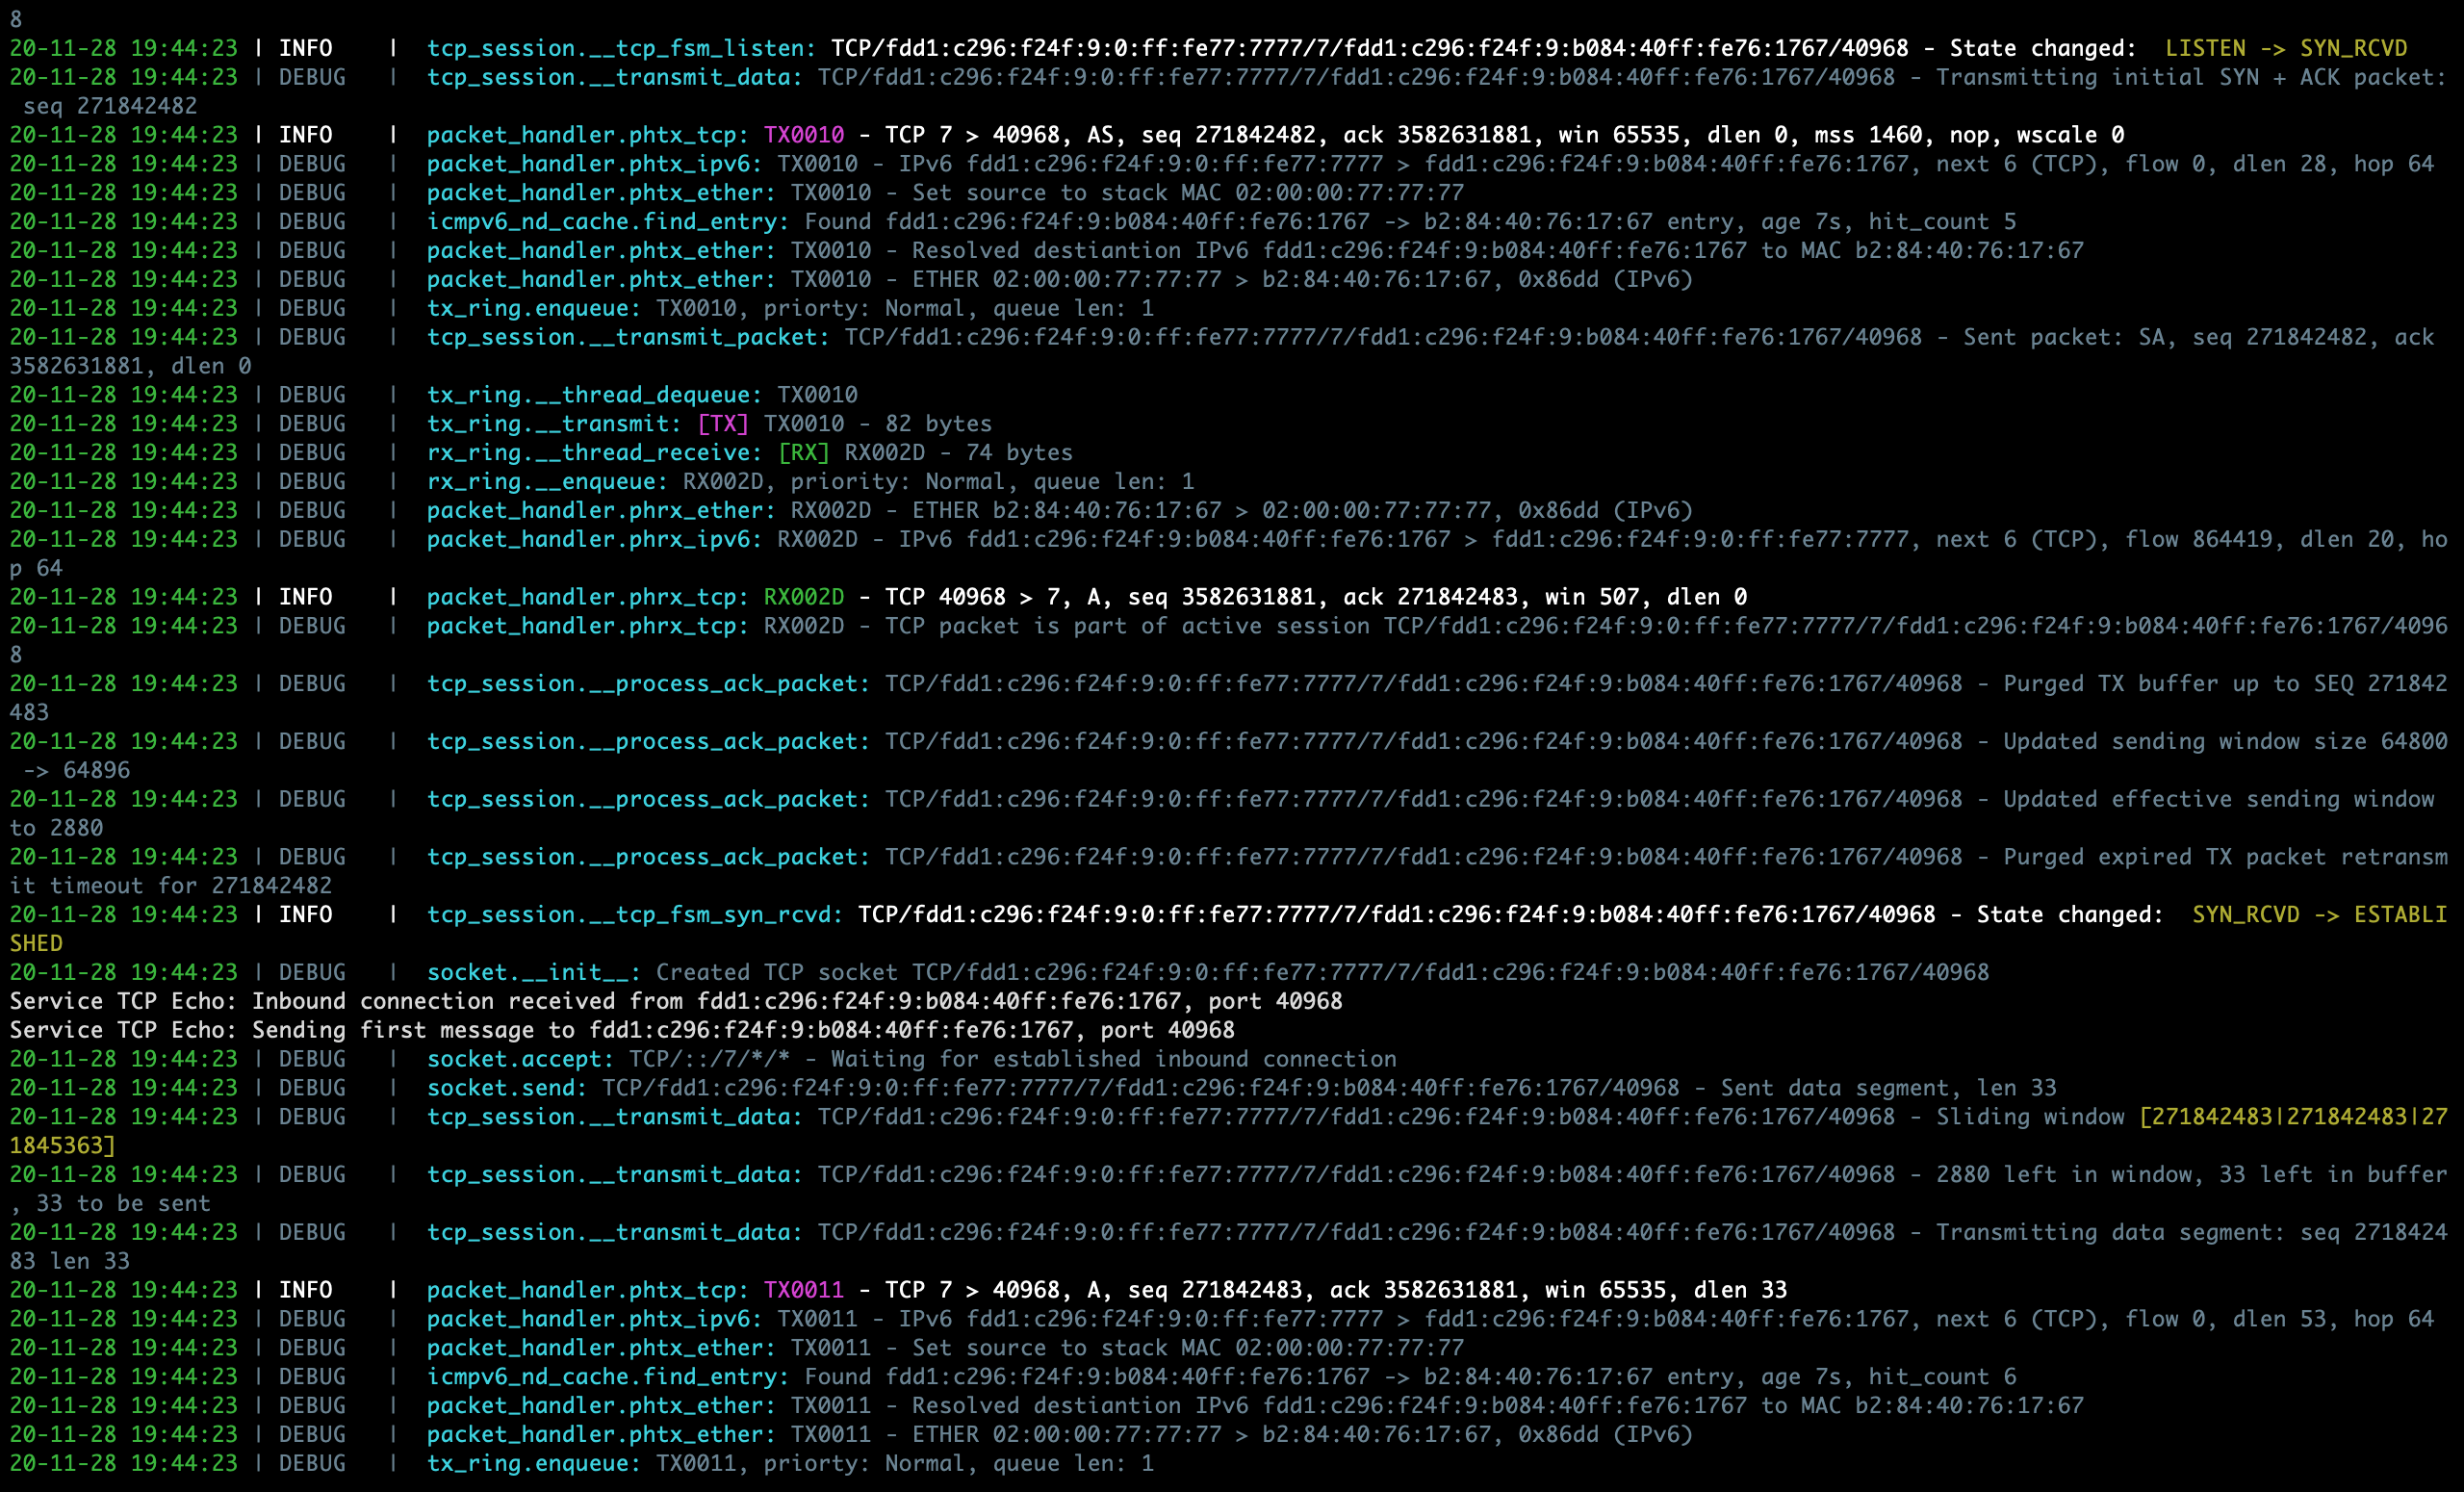 8
20-11-28 19:44:23 | INFO    |  tcp_session.__tcp_fsm_listen: TCP/fdd1:c296:f24f:9:0:ff:fe77:7777/7/fdd1:c296:f24f:9:b084:40ff:fe76:1767/40968 - State changed:  LISTEN -> SYN_RCVD
20-11-28 19:44:23 | DEBUG   |  tcp_session.__transmit_data: TCP/fdd1:c296:f24f:9:0:ff:fe77:7777/7/fdd1:c296:f24f:9:b084:40ff:fe76:1767/40968 - Transmitting initial SYN + ACK packet:
 seq 271842482
20-11-28 19:44:23 | INFO    |  packet_handler.phtx_tcp: TX0010 - TCP 7 > 40968, AS, seq 271842482, ack 3582631881, win 65535, dlen 0, mss 1460, nop, wscale 0
20-11-28 19:44:23 | DEBUG   |  packet_handler.phtx_ipv6: TX0010 - IPv6 fdd1:c296:f24f:9:0:ff:fe77:7777 > fdd1:c296:f24f:9:b084:40ff:fe76:1767, next 6 (TCP), flow 0, dlen 28, hop 64
20-11-28 19:44:23 | DEBUG   |  packet_handler.phtx_ether: TX0010 - Set source to stack MAC 02:00:00:77:77:77
20-11-28 19:44:23 | DEBUG   |  icmpv6_nd_cache.find_entry: Found fdd1:c296:f24f:9:b084:40ff:fe76:1767 -> b2:84:40:76:17:67 entry, age 7s, hit_count 5
20-11-28 19:44:23 | DEBUG   |  packet_handler.phtx_ether: TX0010 - Resolved destiantion IPv6 fdd1:c296:f24f:9:b084:40ff:fe76:1767 to MAC b2:84:40:76:17:67
20-11-28 19:44:23 | DEBUG   |  packet_handler.phtx_ether: TX0010 - ETHER 02:00:00:77:77:77 > b2:84:40:76:17:67, 0x86dd (IPv6)
20-11-28 19:44:23 | DEBUG   |  tx_ring.enqueue: TX0010, priorty: Normal, queue len: 1
20-11-28 19:44:23 | DEBUG   |  tcp_session.__transmit_packet: TCP/fdd1:c296:f24f:9:0:ff:fe77:7777/7/fdd1:c296:f24f:9:b084:40ff:fe76:1767/40968 - Sent packet: SA, seq 271842482, ack
3582631881, dlen 0
20-11-28 19:44:23 | DEBUG   |  tx_ring.__thread_dequeue: TX0010
20-11-28 19:44:23 | DEBUG   |  tx_ring.__transmit: [TX] TX0010 - 82 bytes
20-11-28 19:44:23 | DEBUG   |  rx_ring.__thread_receive: [RX] RX002D - 74 bytes
20-11-28 19:44:23 | DEBUG   |  rx_ring.__enqueue: RX002D, priority: Normal, queue len: 1
20-11-28 19:44:23 | DEBUG   |  packet_handler.phrx_ether: RX002D - ETHER b2:84:40:76:17:67 > 02:00:00:77:77:77, 0x86dd (IPv6)
20-11-28 19:44:23 | DEBUG   |  packet_handler.phrx_ipv6: RX002D - IPv6 fdd1:c296:f24f:9:b084:40ff:fe76:1767 > fdd1:c296:f24f:9:0:ff:fe77:7777, next 6 (TCP), flow 864419, dlen 20, ho
p 64
20-11-28 19:44:23 | INFO    |  packet_handler.phrx_tcp: RX002D - TCP 40968 > 7, A, seq 3582631881, ack 271842483, win 507, dlen 0
20-11-28 19:44:23 | DEBUG   |  packet_handler.phrx_tcp: RX002D - TCP packet is part of active session TCP/fdd1:c296:f24f:9:0:ff:fe77:7777/7/fdd1:c296:f24f:9:b084:40ff:fe76:1767/4096
8
20-11-28 19:44:23 | DEBUG   |  tcp_session.__process_ack_packet: TCP/fdd1:c296:f24f:9:0:ff:fe77:7777/7/fdd1:c296:f24f:9:b084:40ff:fe76:1767/40968 - Purged TX buffer up to SEQ 271842
483
20-11-28 19:44:23 | DEBUG   |  tcp_session.__process_ack_packet: TCP/fdd1:c296:f24f:9:0:ff:fe77:7777/7/fdd1:c296:f24f:9:b084:40ff:fe76:1767/40968 - Updated sending window size 64800
 -> 64896
20-11-28 19:44:23 | DEBUG   |  tcp_session.__process_ack_packet: TCP/fdd1:c296:f24f:9:0:ff:fe77:7777/7/fdd1:c296:f24f:9:b084:40ff:fe76:1767/40968 - Updated effective sending window
to 2880
20-11-28 19:44:23 | DEBUG   |  tcp_session.__process_ack_packet: TCP/fdd1:c296:f24f:9:0:ff:fe77:7777/7/fdd1:c296:f24f:9:b084:40ff:fe76:1767/40968 - Purged expired TX packet retransm
it timeout for 271842482
20-11-28 19:44:23 | INFO    |  tcp_session.__tcp_fsm_syn_rcvd: TCP/fdd1:c296:f24f:9:0:ff:fe77:7777/7/fdd1:c296:f24f:9:b084:40ff:fe76:1767/40968 - State changed:  SYN_RCVD -> ESTABLI
SHED
20-11-28 19:44:23 | DEBUG   |  socket.__init__: Created TCP socket TCP/fdd1:c296:f24f:9:0:ff:fe77:7777/7/fdd1:c296:f24f:9:b084:40ff:fe76:1767/40968
Service TCP Echo: Inbound connection received from fdd1:c296:f24f:9:b084:40ff:fe76:1767, port 40968
Service TCP Echo: Sending first message to fdd1:c296:f24f:9:b084:40ff:fe76:1767, port 40968
20-11-28 19:44:23 | DEBUG   |  socket.accept: TCP/::/7/*/* - Waiting for established inbound connection
20-11-28 19:44:23 | DEBUG   |  socket.send: TCP/fdd1:c296:f24f:9:0:ff:fe77:7777/7/fdd1:c296:f24f:9:b084:40ff:fe76:1767/40968 - Sent data segment, len 33
20-11-28 19:44:23 | DEBUG   |  tcp_session.__transmit_data: TCP/fdd1:c296:f24f:9:0:ff:fe77:7777/7/fdd1:c296:f24f:9:b084:40ff:fe76:1767/40968 - Sliding window [271842483|271842483|27
1845363]
20-11-28 19:44:23 | DEBUG   |  tcp_session.__transmit_data: TCP/fdd1:c296:f24f:9:0:ff:fe77:7777/7/fdd1:c296:f24f:9:b084:40ff:fe76:1767/40968 - 2880 left in window, 33 left in buffer
, 33 to be sent
20-11-28 19:44:23 | DEBUG   |  tcp_session.__transmit_data: TCP/fdd1:c296:f24f:9:0:ff:fe77:7777/7/fdd1:c296:f24f:9:b084:40ff:fe76:1767/40968 - Transmitting data segment: seq 2718424
83 len 33
20-11-28 19:44:23 | INFO    |  packet_handler.phtx_tcp: TX0011 - TCP 7 > 40968, A, seq 271842483, ack 3582631881, win 65535, dlen 33
20-11-28 19:44:23 | DEBUG   |  packet_handler.phtx_ipv6: TX0011 - IPv6 fdd1:c296:f24f:9:0:ff:fe77:7777 > fdd1:c296:f24f:9:b084:40ff:fe76:1767, next 6 (TCP), flow 0, dlen 53, hop 64
20-11-28 19:44:23 | DEBUG   |  packet_handler.phtx_ether: TX0011 - Set source to stack MAC 02:00:00:77:77:77
20-11-28 19:44:23 | DEBUG   |  icmpv6_nd_cache.find_entry: Found fdd1:c296:f24f:9:b084:40ff:fe76:1767 -> b2:84:40:76:17:67 entry, age 7s, hit_count 6
20-11-28 19:44:23 | DEBUG   |  packet_handler.phtx_ether: TX0011 - Resolved destiantion IPv6 fdd1:c296:f24f:9:b084:40ff:fe76:1767 to MAC b2:84:40:76:17:67
20-11-28 19:44:23 | DEBUG   |  packet_handler.phtx_ether: TX0011 - ETHER 02:00:00:77:77:77 > b2:84:40:76:17:67, 0x86dd (IPv6)
20-11-28 19:44:23 | DEBUG   |  tx_ring.enqueue: TX0011, priorty: Normal, queue len: 1